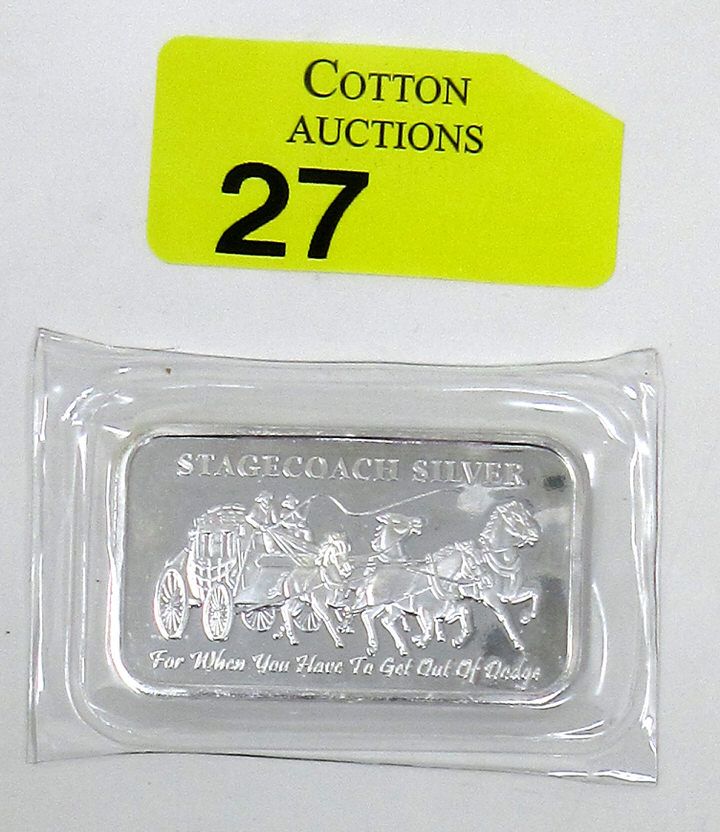 COTTON
AUCTIONS
27
STAGECOACH SILVER
For When You Have To Get Out Of Dodge